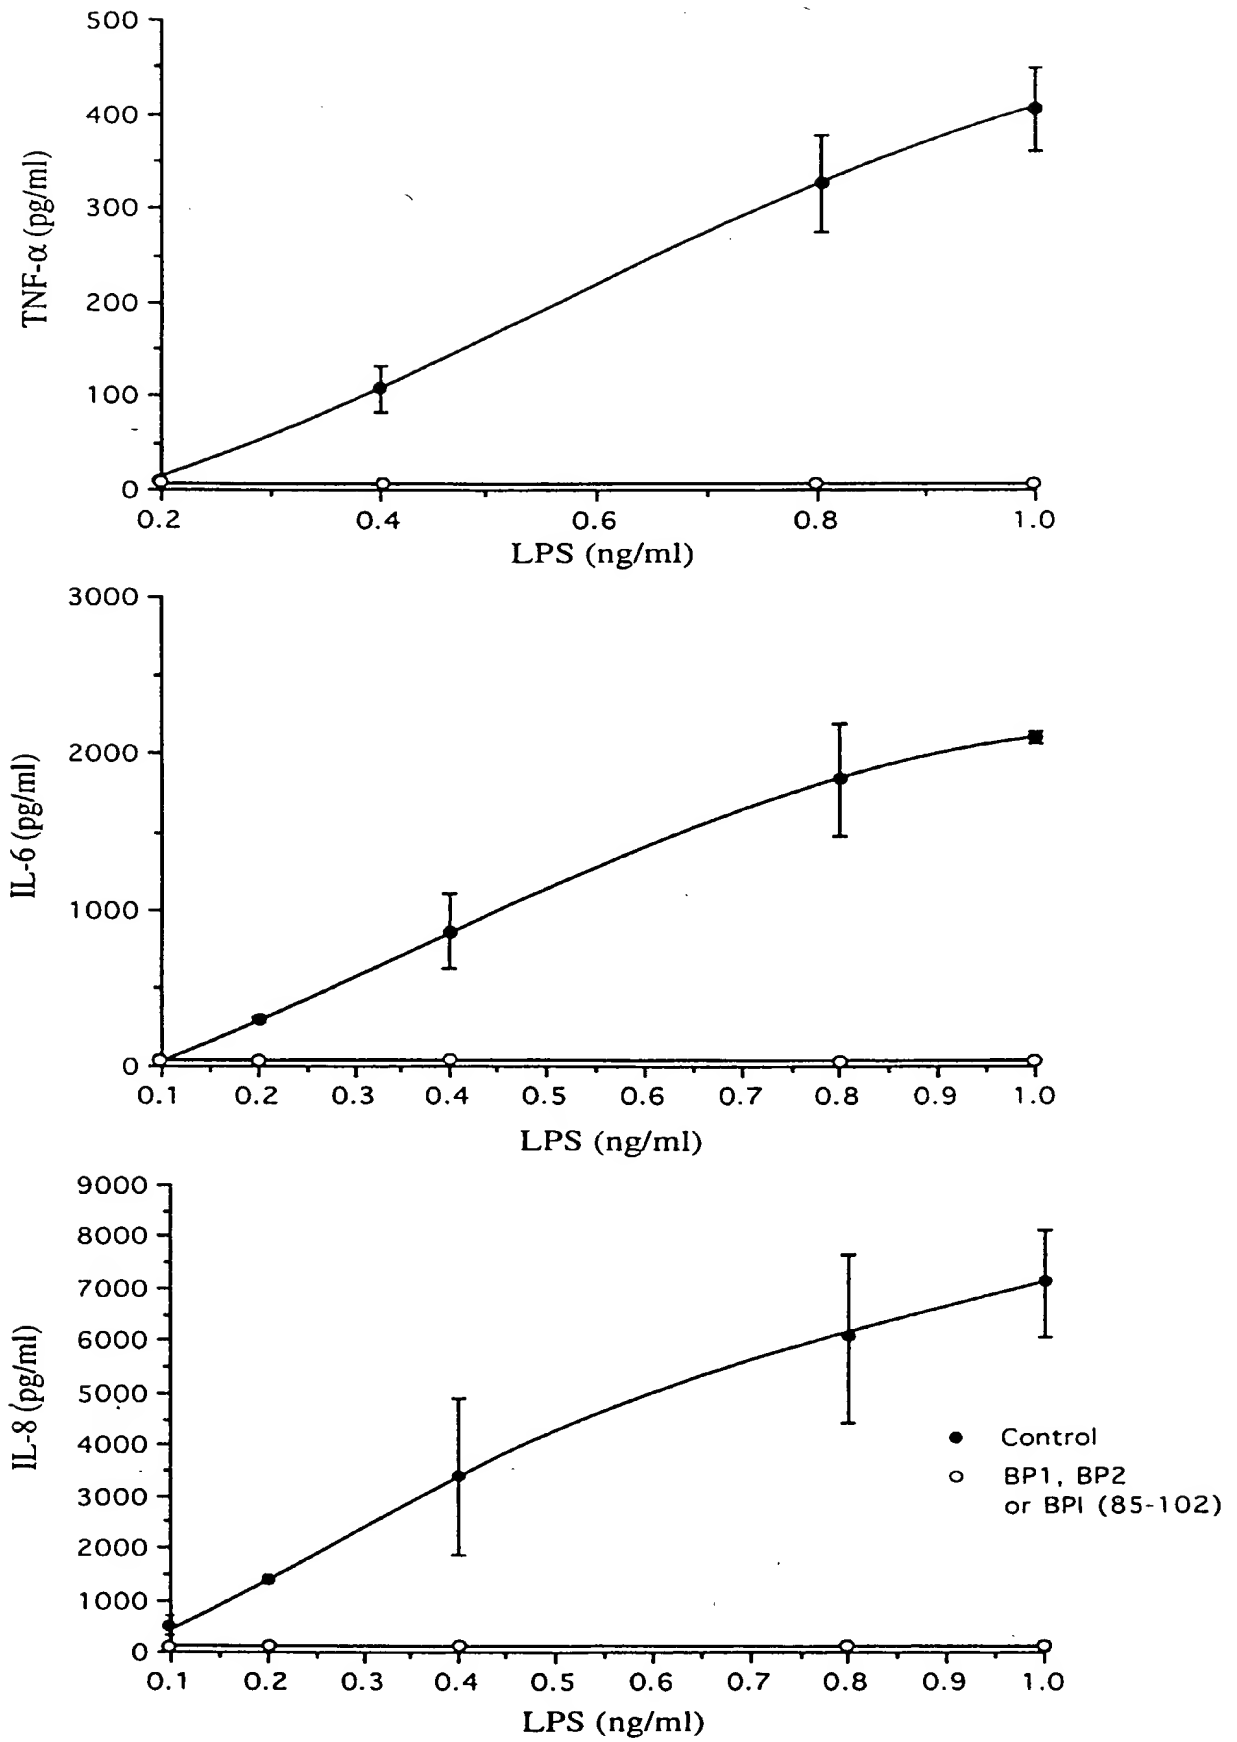 500
400
300
200
100
0
TNF-α (pg/ml)
0.2 0.4 0.6 0.8 1.0
LPS (ng/ml)
3000
2000
1000
0
IL-6 (pg/ml)
0.1 0.2 0.3 0.4 0.5 0.6 0.7 0.8 0.9 1.0
LPS (ng/ml)
9000
8000
7000
6000
5000
4000
3000
2000
1000
0
IL-8 (pg/ml)
Control
BP1, BP2
or BPI (85-102)
0.1 0.2 0.3 0.4 0.5 0.6 0.7 0.8 0.9 1.0
LPS (ng/ml)